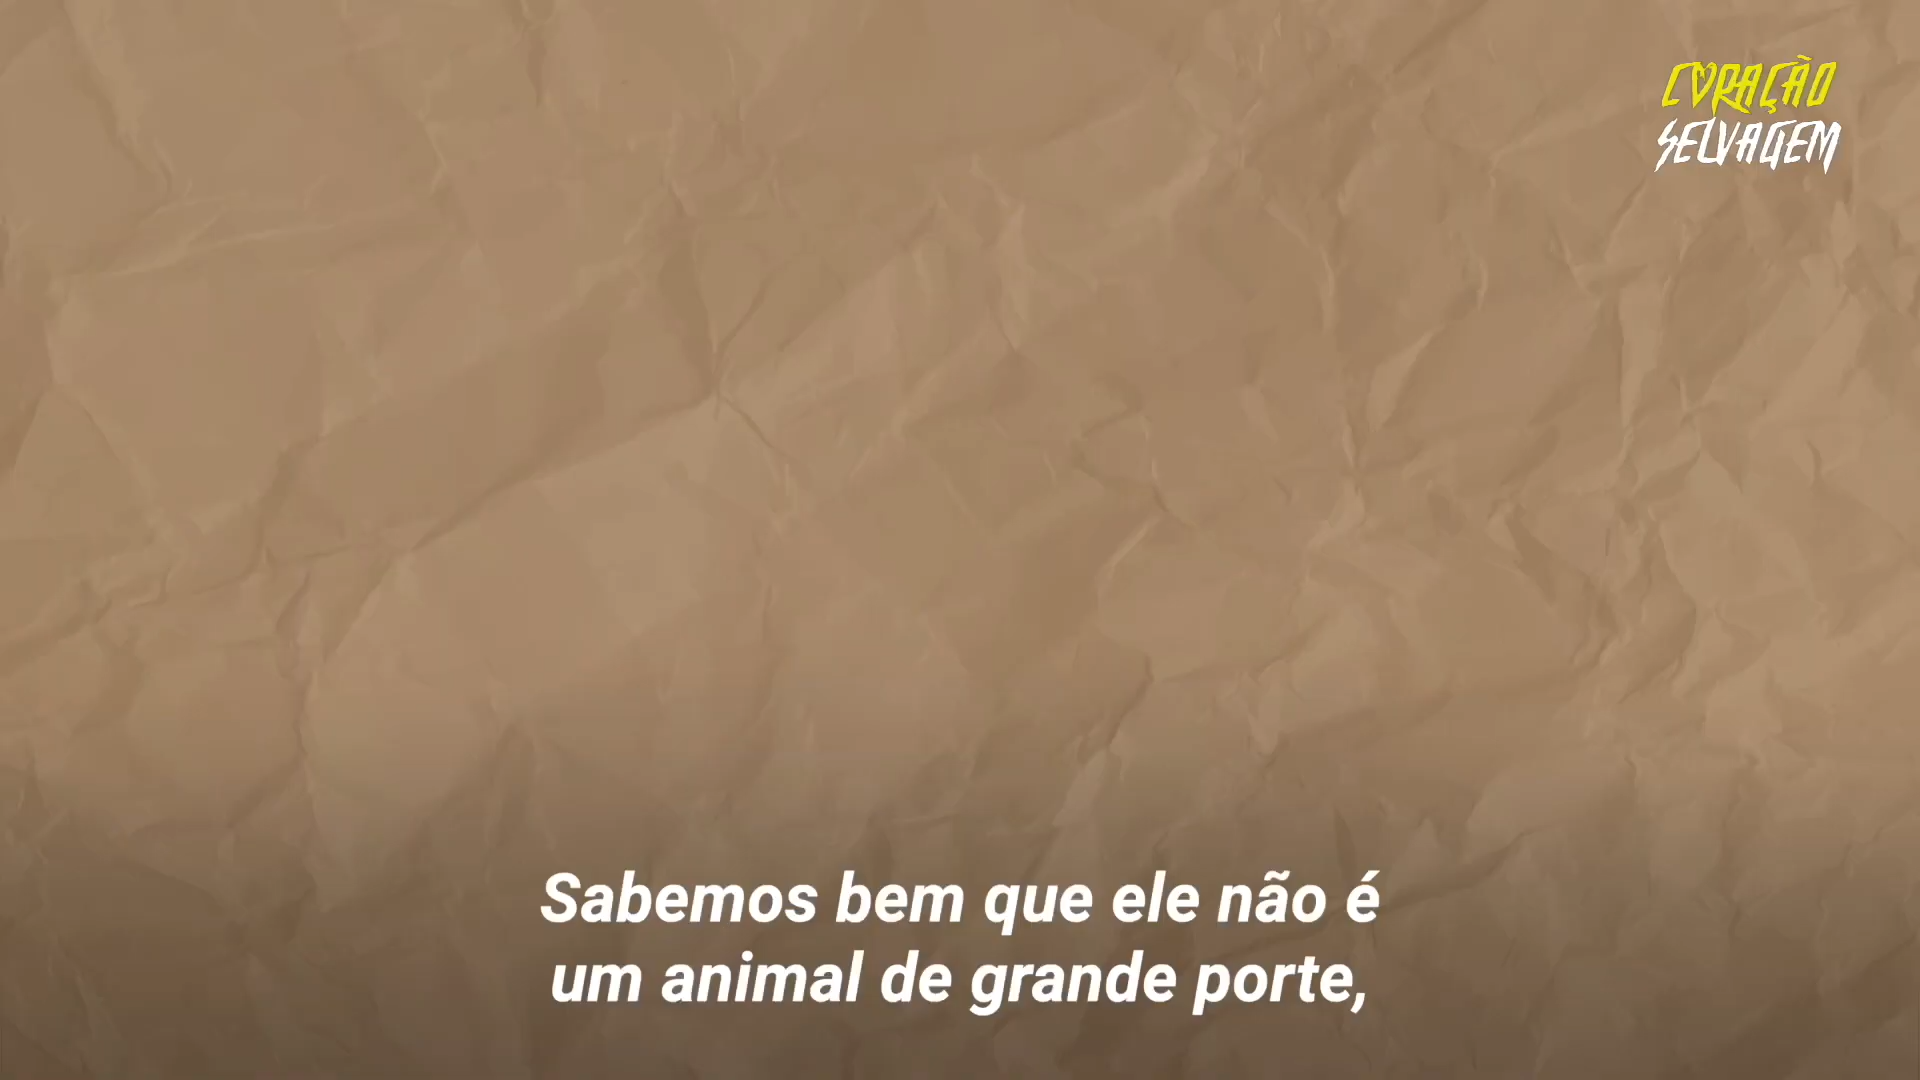 CORAÇÃO
SELVAGEM
Sabemos bem que ele não é
um animal de grande porte,